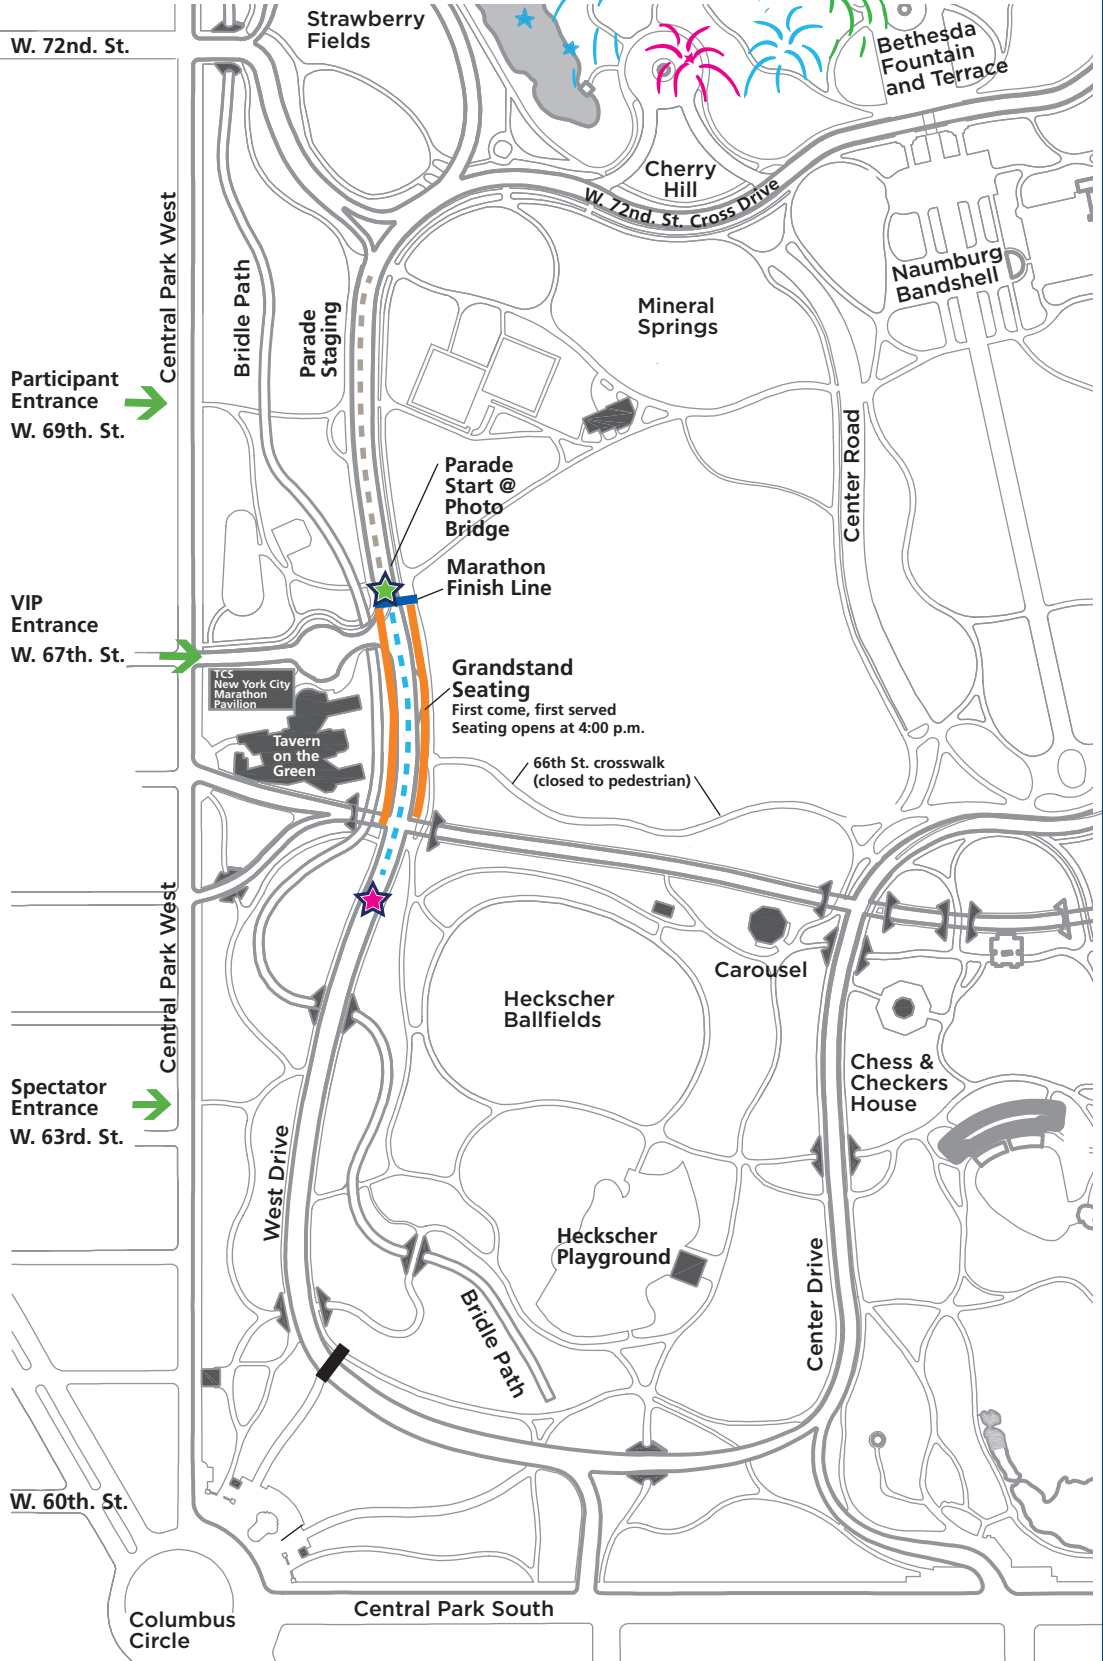 Strawberry
Fields
W. 72nd. St.
Bethesda
Fountain
and Terrace
Cherry
Hill
W. 72nd. St. Cross Drive
Central Park West
Bridle Path
Parade
Staging
Naumburg
Bandshell
Mineral
Springs
Participant
Entrance
W. 69th. St.
Center Road
Parade
Start @
Photo
Bridge
Marathon
Finish Line
VIP
Entrance
W. 67th. St.
TCS
New York City
Marathon
Pavilion
Grandstand
Seating
First come, first served
Seating opens at 4:00 p.m.
Tavern
on the
Green
66th St. crosswalk
(closed to pedestrian)
Central Park West
Carousel
Heckscher
Ballfields
Chess &
Checkers
House
Spectator
Entrance
W. 63rd. St.
West Drive
Heckscher
Playground
Center Drive
Bridle Path
W. 60th. St.
Central Park South
Columbus
Circle